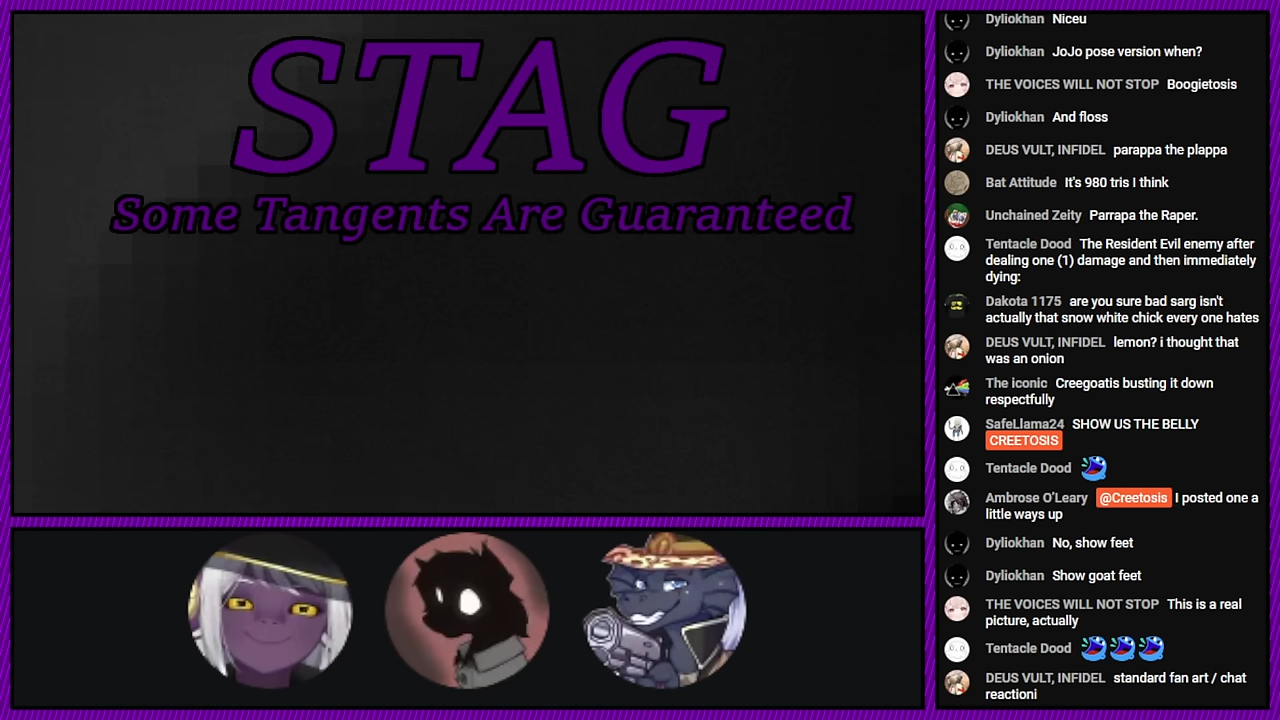 STAG
Some Tangents Are Guaranteed
Dyliokhan Niceu
Dyliokhan JoJo pose version when?
THE VOICES WILL NOT STOP Boogietosis
Dyliokhan And floss
DEUS VULT, INFIDEL parappa the plappa
Bat Attitude It's 980 tris I think
Unchained Zeity Parrapa the Raper.
Tentacle Dood The Resident Evil enemy after
dealing one (1) damage and then immediately
dying:
Dakota 1175 are you sure bad sarg isn't
actually that snow white chick every one hates
DEUS VULT, INFIDEL lemon? i thought that
was an onion
The iconic Creegoatis busting it down
respectfully
SafeLlama24 SHOW US THE BELLY
CREETOSIS
Tentacle Dood
Ambrose O'Leary @Creetosis I posted one a
little ways up
Dyliokhan No, show feet
Dyliokhan Show goat feet
THE VOICES WILL NOT STOP This is a real
picture, actually
Tentacle Dood
DEUS VULT, INFIDEL standard fan art / chat
reactioni